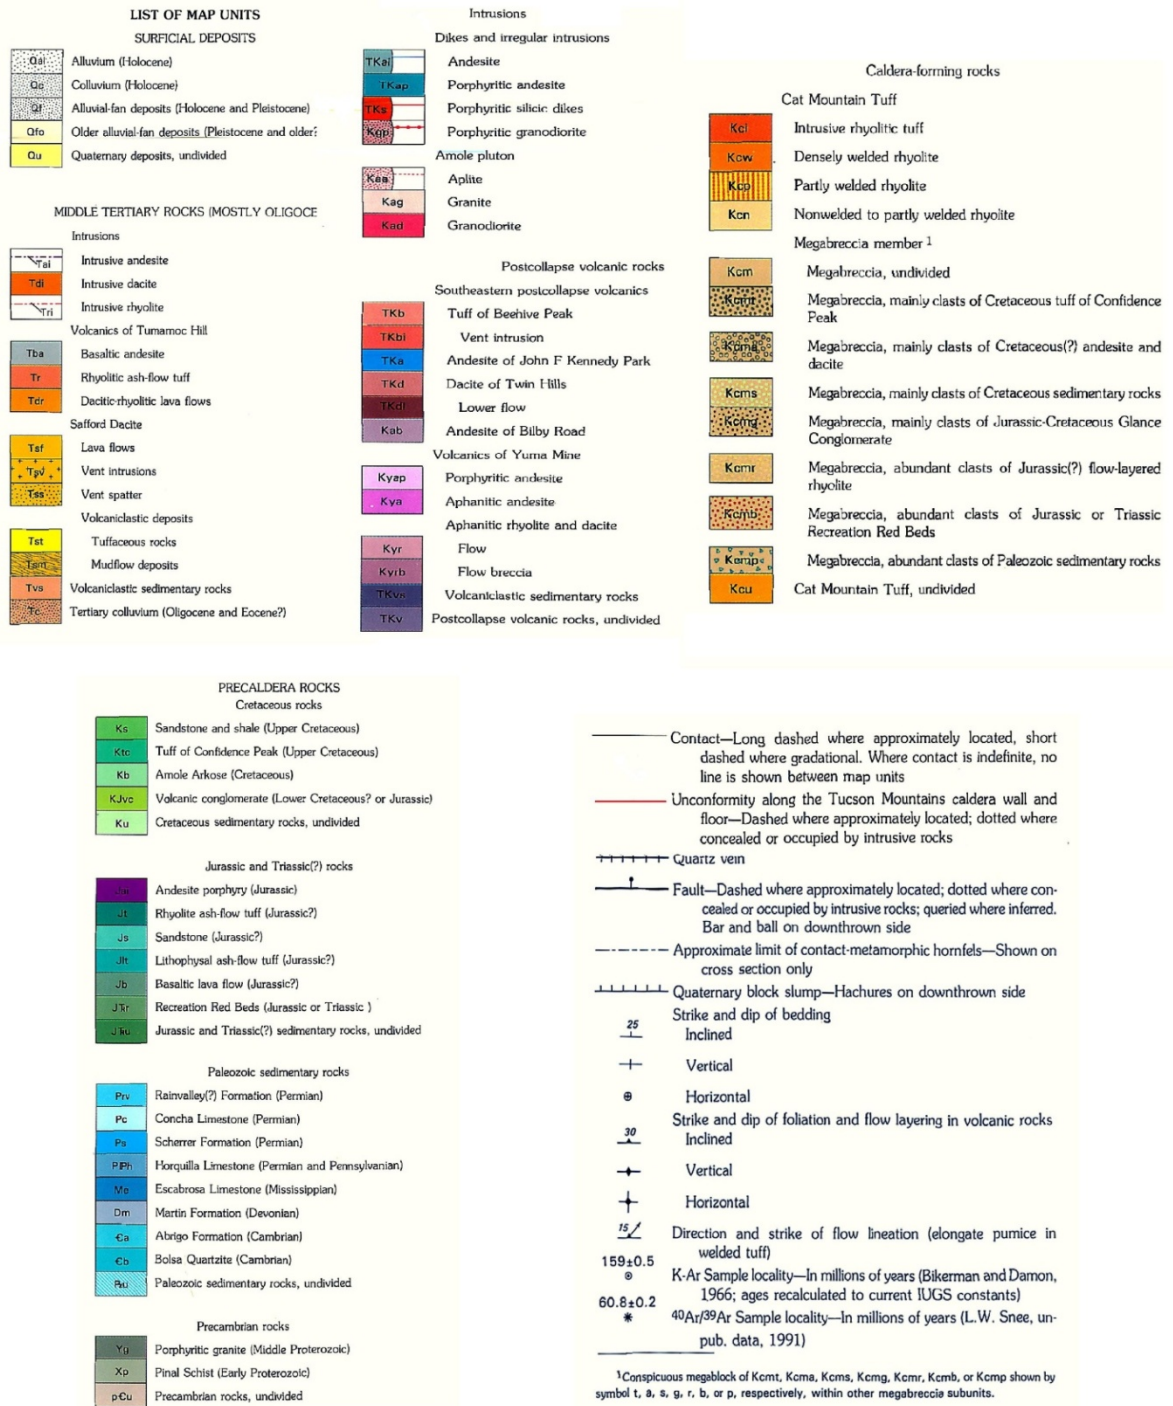 LIST OF MAP UNITS
SURFICIAL DEPOSITS
Qal Alluvium (Holocene)
Qc Colluvium (Holocene)
Qf Alluvial-fan deposits (Holocene and Pleistocene)
Qfo Older alluvial-fan deposits (Pleistocene and older?
Qu Quaternary deposits, undivided
MIDDLE TERTIARY ROCKS (MOSTLY OLIGOCE
Intrusions
Tai Intrusive andesite
Tdi Intrusive dacite
Tri Intrusive rhyolite
Volcanics of Tumamoc Hill
Tba Basaltic andesite
Tr Rhyolitic ash-flow tuff
Tdr Dacitic-rhyolitic lava flows
Safford Dacite
Tsf Lava flows
Tsv Vent intrusions
Tss Vent spatter
Volcaniclastic deposits
Tst Tuffaceous rocks
Tsm Mudflow deposits
Tvs Volcaniclastic sedimentary rocks
Tc Tertiary colluvium (Oligocene and Eocene?)
Intrusions
Dikes and irregular intrusions
TKai Andesite
TKap Porphyritic andesite
TKs Porphyritic silicic dikes
Kgp Porphyritic granodiorite
Amole pluton
Kaa Aplite
Kag Granite
Kad Granodiorite
Postcollapse volcanic rocks
Southeastern postcollapse volcanics
TKb Tuff of Beehive Peak
TKbi Vent intrusion
TKa Andesite of John F Kennedy Park
TKd Dacite of Twin Hills
TKdl Lower flow
Kab Andesite of Bilby Road
Volcanics of Yuma Mine
Kyap Porphyritic andesite
Kya Aphanitic andesite
Aphanitic rhyolite and dacite
Kyr Flow
Kyrb Flow breccia
TKvs Volcaniclastic sedimentary rocks
TKv Postcollapse volcanic rocks, undivided
Caldera-forming rocks
Cat Mountain Tuff
Kci Intrusive rhyolitic tuff
Kcw Densely welded rhyolite
Kcp Partly welded rhyolite
Kcn Nonwelded to partly welded rhyolite
Megabreccia member 1
Kcm Megabreccia, undivided
Kcmt Megabreccia, mainly clasts of Cretaceous tuff of Confidence
Peak
Kcma Megabreccia, mainly clasts of Cretaceous(?) andesite and
dacite
Kcms Megabreccia, mainly clasts of Cretaceous sedimentary rocks
Kcmg Megabreccia, mainly clasts of Jurassic-Cretaceous Glance
Conglomerate
Kcmr Megabreccia, abundant clasts of Jurassic(?) flow-layered
rhyolite
Kcmb Megabreccia, abundant clasts of Jurassic or Triassic
Recreation Red Beds
Kcmp Megabreccia, abundant clasts of Paleozoic sedimentary rocks
Kcu Cat Mountain Tuff, undivided
PRECALDERA ROCKS
Cretaceous rocks
Ks Sandstone and shale (Upper Cretaceous)
Ktc Tuff of Confidence Peak (Upper Cretaceous)
Kb Amole Arkose (Cretaceous)
KJvc Volcanic conglomerate (Lower Cretaceous? or Jurassic)
Ku Cretaceous sedimentary rocks, undivided
Jurassic and Triassic(?) rocks
Andesite porphyry (Jurassic)
Jt Rhyolite ash-flow tuff (Jurassic?)
Js Sandstone (Jurassic?)
Jlt Lithophysal ash-flow tuff (Jurassic?)
Jb Basaltic lava flow (Jurassic?)
JTrr Recreation Red Beds (Jurassic or Triassic )
JTru Jurassic and Triassic(?) sedimentary rocks, undivided
Paleozoic sedimentary rocks
Prv Rainvalley(?) Formation (Permian)
Pc Concha Limestone (Permian)
Ps Scherrer Formation (Permian)
PIPh Horquilla Limestone (Permian and Pennsylvanian)
Me Escabrosa Limestone (Mississippian)
Dm Martin Formation (Devonian)
Єa Abrigo Formation (Cambrian)
Єb Bolsa Quartzite (Cambrian)
Pzu Paleozoic sedimentary rocks, undivided
Precambrian rocks
Yg Porphyritic granite (Middle Proterozoic)
Xp Pinal Schist (Early Proterozoic)
pЄu Precambrian rocks, undivided
Contact—Long dashed where approximately located, short
dashed where gradational. Where contact is indefinite, no
line is shown between map units
Unconformity along the Tucson Mountains caldera wall and
floor—Dashed where approximately located; dotted where
concealed or occupied by intrusive rocks
Quartz vein
Fault—Dashed where approximately located; dotted where con-
cealed or occupied by intrusive rocks; queried where inferred.
Bar and ball on downthrown side
Approximate limit of contact-metamorphic hornfels—Shown on
cross section only
Quaternary block slump—Hachures on downthrown side
Strike and dip of bedding
25 Inclined
Vertical
Horizontal
Strike and dip of foliation and flow layering in volcanic rocks
30 Inclined
Vertical
Horizontal
15 Direction and strike of flow lineation (elongate pumice in
welded tuff)
159±0.5
K-Ar Sample locality—In millions of years (Bikerman and Damon,
1966; ages recalculated to current IUGS constants)
60.8±0.2
40Ar/39Ar Sample locality—In millions of years (L.W. Snee, un-
pub. data, 1991)
1Conspicuous megablock of Kcmt, Kcma, Kcms, Kcmg, Kcmr, Kcmb, or Kcmp shown by
symbol t, a, s, g, r, b, or p, respectively, within other megabreccia subunits.